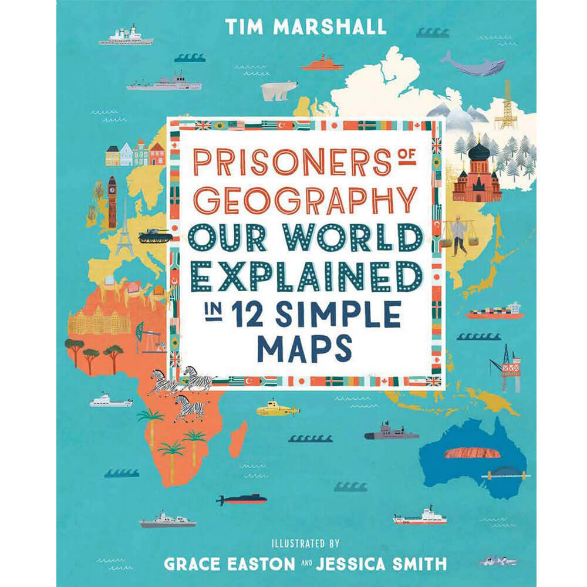 TIM MARSHALL
PRISONERS OF
GEOGRAPHY
OUR WORLD
EXPLAINED
IN 12 SIMPLE
MAPS
ILLUSTRATED BY
GRACE EASTON AND JESSICA SMITH